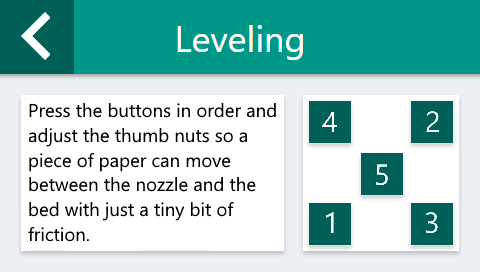 Leveling
Press the buttons in order and
adjust the thumb nuts so a
piece of paper can move
between the nozzle and the
bed with just a tiny bit of
friction.
4 2
5
1 3